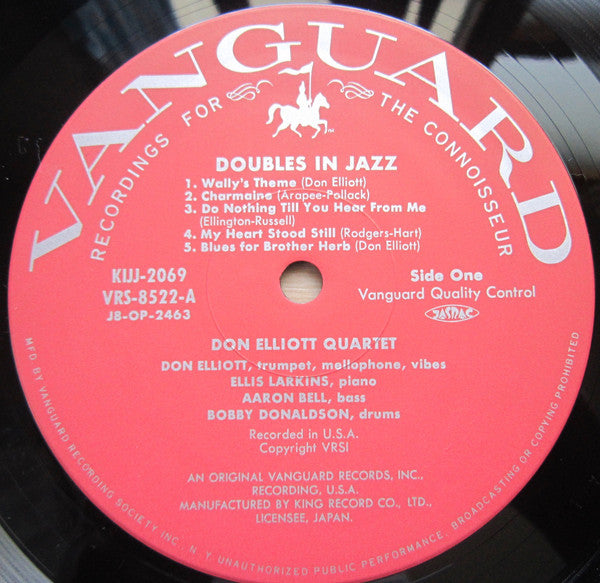 VANGUARD
RECORDINGS FOR THE CONNOISSEUR
TM
DOUBLES IN JAZZ
1. Wally's Theme (Don Elliott)
2. Charmaine (Arapee-Pollack)
3. Do Nothing Till You Hear From Me
(Ellington-Russell)
4. My Heart Stood Still (Rodgers-Hart)
5. Blues for Brother Herb (Don Elliott)
KIJJ-2069
VRS-8522-A
J8-OP-2463
Side One
Vanguard Quality Control
JASRAC
DON ELLIOTT QUARTET
DON ELLIOTT, trumpet, mellophone, vibes
ELLIS LARKINS, piano
AARON BELL, bass
BOBBY DONALDSON, drums
Recorded in U.S.A.
Copyright VRSI
AN ORIGINAL VANGUARD RECORDS, INC.,
RECORDING, U.S.A.
MANUFACTURED BY KING RECORD CO., LTD.,
LICENSEE, JAPAN.
MFD. BY VANGUARD RECORDING SOCIETY INC., N. Y. UNAUTHORIZED PUBLIC PERFORMANCE, BROADCASTING OR COPYING PROHIBITED